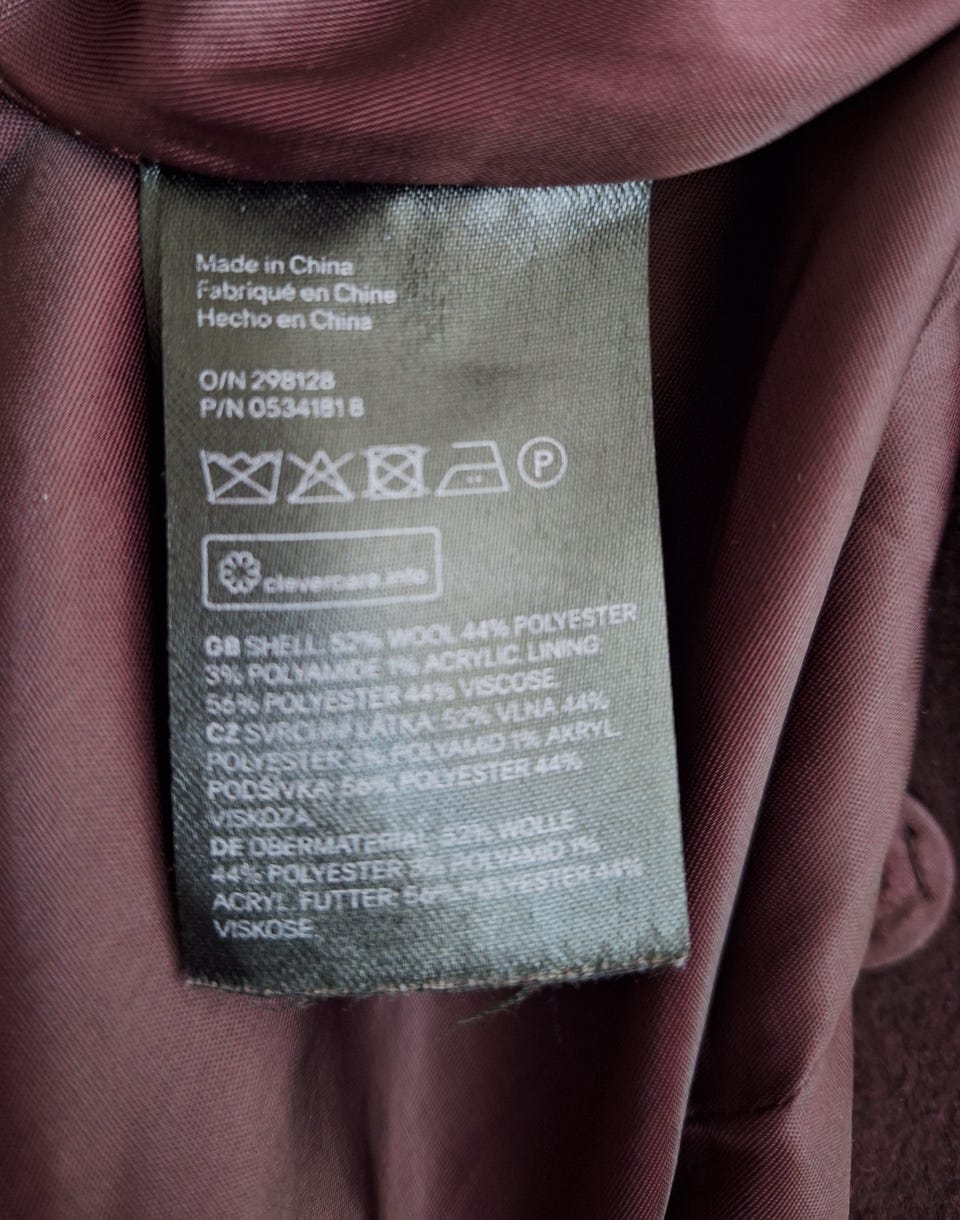 Made in China
Fabriqué en Chine
Hecho en China
O/N 298128
P/N 05341818
P
clevercare.info
GB SHELL: 52% WOOL 44% POLYESTER
3% POLYAMIDE 1% ACRYLIC. LINING:
56% POLYESTER 44% VISCOSE
CZ SVRCHNÍ LÁTKA: 52% VLNA 44%
POLYESTER 3% POLYAMID 1% AKRYL.
PODŠÍVKA: 56% POLYESTER 44%
VISKÓZA
DE OBERMATERIAL: 52% WOLLE
44% POLYESTER 3% POLYAMID 1%
ACRYL. FUTTER: 56% POLYESTER 44%
VISKOSE